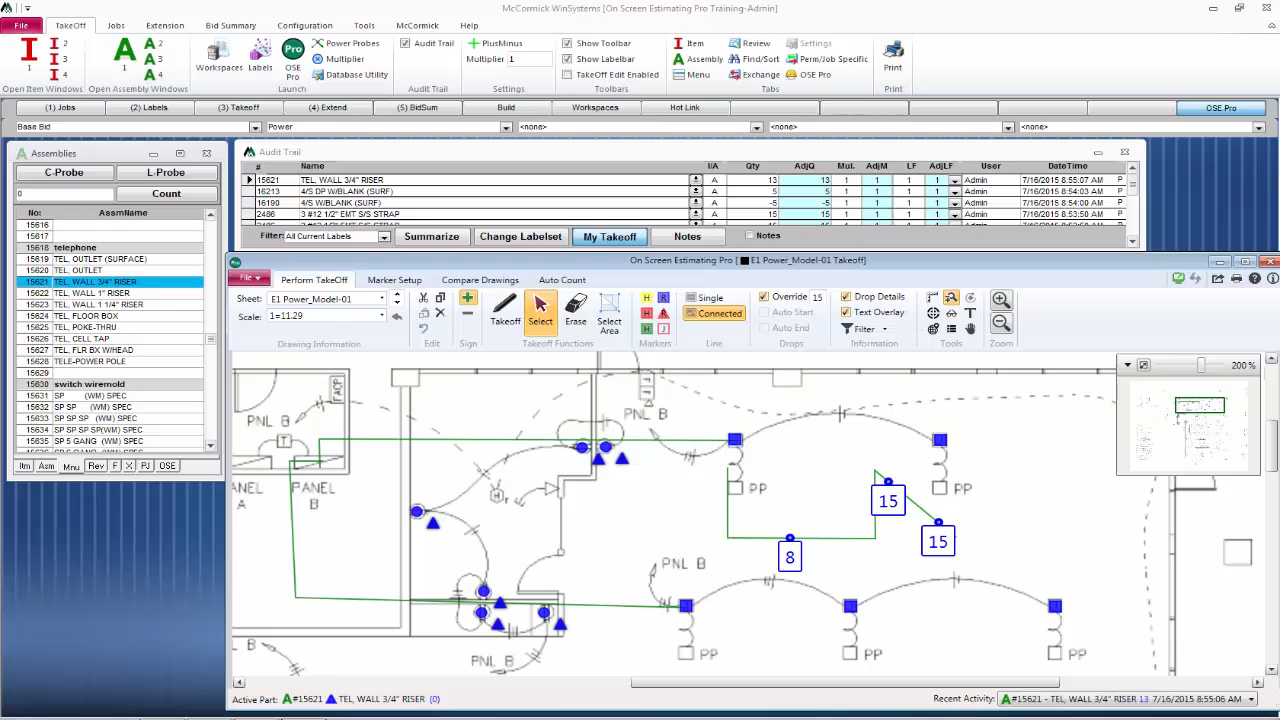 McCormick WinSystems [On Screen Estimating Pro Training-Admin]
File TakeOff Jobs Extension Bid Summary Configuration Tools McCormick Help
I 2 A 2 Power Probes Audit Trail PlusMinus Show Toolbar Item Review Settings
I 3 A 3 Pro Multiplier Multiplier 1 Show Labelbar Assembly Find/Sort Perm/Job Specific
1 I 4 1 A 4 Workspaces Labels OSE Pro Database Utility TakeOff Edit Enabled Menu Exchange OSE Pro Print
Open Item Windows Open Assembly Windows Launch Audit Trail Settings Toolbars Tabs Print
(1) Jobs (2) Labels (3) Takeoff (4) Extend (5) BidSum Build Workspaces Hot Link OSE Pro
Base Bid Power <none> <none> <none>
Assemblies
C-Probe L-Probe
0 Count
No: AsamName
15616
15617
15618 telephone
15619 TEL, OUTLET (SURFACE)
15620 TEL, OUTLET
15621 TEL, WALL 3/4" RISER
15622 TEL, WALL 1" RISER
15623 TEL, WALL 1 1/4" RISER
15624 TEL, FLOOR BOX
15625 TEL, POKE-THRU
15626 TEL, CELL TAP
15627 TEL, FLR BX W/HEAD
15628 TELE-POWER POLE
15629
15630 switch wiremold
15631 SP (WM) SPEC
15632 SP SP (WM) SPEC
15633 SP SP SP (WM) SPEC
15634 SP SP SP SP(WM) SPEC
15635 SP 5 GANG (WM) SPEC
Itm Asm Mnu Rev F X PJ OSE
Audit Trail
# Name I/A Qty AdjQ Mul. AdjM LF AdjLF User DateTime
15621 TEL, WALL 3/4" RISER A 13 13 1 1 1 1 Admin 7/16/2015 8:55:07 AM P
16213 4/S DP W/BLANK (SURF) A 5 5 1 1 1 1 Admin 7/16/2015 8:54:03 AM P
16190 4/S W/BLANK (SURF) A -5 -5 1 1 1 1 Admin 7/16/2015 8:54:00 AM P
2486 3 #12 1/2" EMT S/S STRAP A 15 15 1 1 1 1 Admin 7/16/2015 8:53:50 AM P
Filter: All Current Labels Summarize Change Labelset My Takeoff Notes Notes
On Screen Estimating Pro [ E1 Power_Model-01 Takeoff]
File Perform TakeOff Marker Setup Compare Drawings Auto Count
Sheet: E1 Power_Model-01 Takeoff Select Erase Select Area H R Single Override 15 Drop Details
Scale: 1=11.29 H A Connected Auto Start Text Overlay
H J Auto End Filter
Drawing Information Edit Sign Takeoff Functions Markers Line Drops Information Tools Zoom
200 %
FACP
PNL B
T
PNL B
PANEL A
PANEL B
PP
PP
15
15
8
PNL B
PP
PP
PP
PNL B
Active Part: A #15621 TEL, WALL 3/4" RISER (0) Recent Activity: A #15621 - TEL, WALL 3/4" RISER 13 7/16/2015 8:55:06 AM